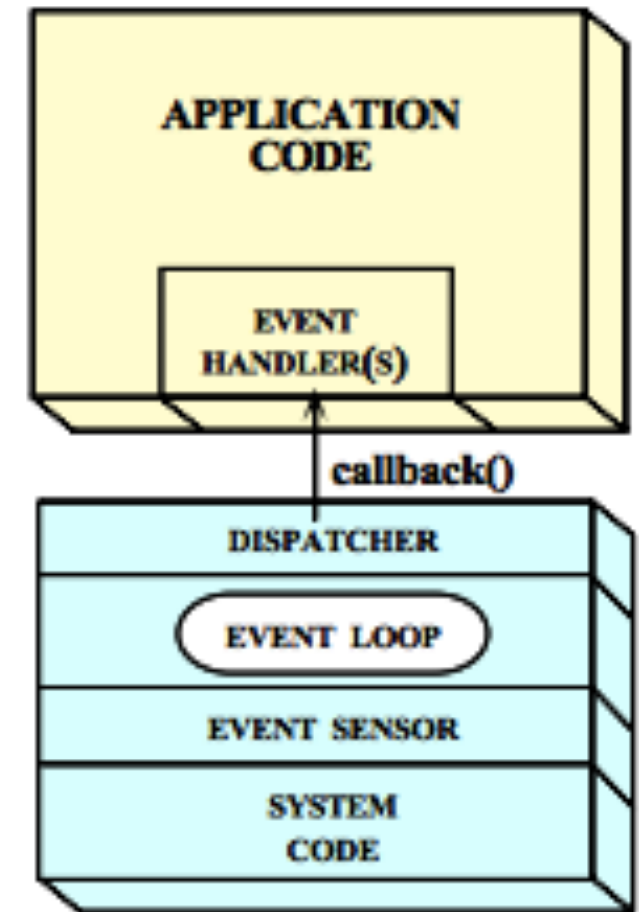 APPLICATION
CODE
EVENT
HANDLER(S)
callback()
DISPATCHER
EVENT LOOP
EVENT SENSOR
SYSTEM
CODE